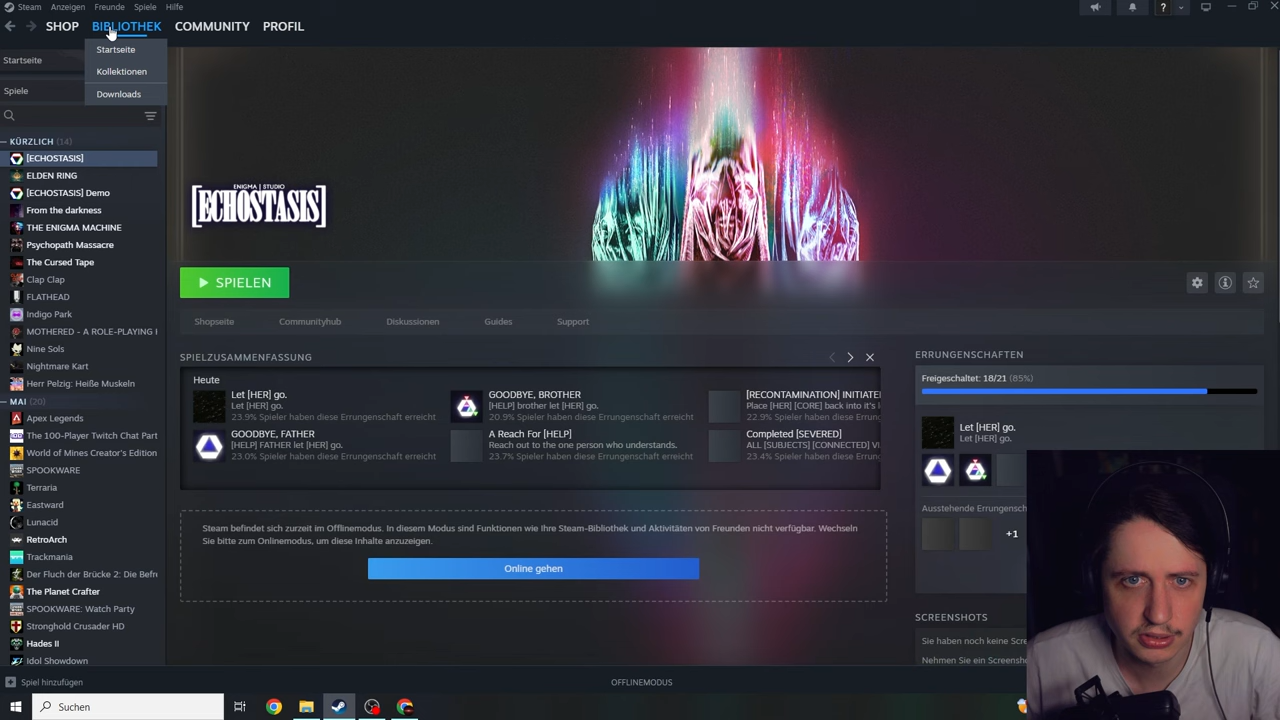 Steam Anzeigen Freunde Spiele Hilfe
SHOP BIBLIOTHEK COMMUNITY PROFIL
Startseite
Kollektionen
Downloads
Startseite
Spiele
KÜRZLICH (14)
[ECHOSTASIS]
ELDEN RING
[ECHOSTASIS] Demo
From the darkness
THE ENIGMA MACHINE
Psychopath Massacre
The Cursed Tape
Clap Clap
FLATHEAD
Indigo Park
MOTHERED - A ROLE-PLAYING
Nine Sols
Nightmare Kart
Herr Pelzig: Heiße Muskeln
MAI (20)
Apex Legends
The 100-Player Twitch Chat Part
World of Mines Creator's Edition
SPOOKWARE
Terraria
Eastward
Lunacid
RetroArch
Trackmania
Der Fluch der Brücke 2: Die Befr
The Planet Crafter
SPOOKWARE: Watch Party
Stronghold Crusader HD
Hades II
Idol Showdown
ENIGMA STUDIO
[ECHOSTASIS]
SPIELEN
Shopseite Communityhub Diskussionen Guides Support
SPIELZUSAMMENFASSUNG
Heute
Let [HER] go.
Let [HER] go.
23.9% Spieler haben diese Errungenschaft erreicht
GOODBYE, BROTHER
[HELP] brother let [HER] go.
20.9% Spieler haben diese Errungenschaft erreicht
[RECONTAMINATION] INITIATE
Place [HER] [CORE] back into it's
22.9% Spieler haben diese Errun
GOODBYE, FATHER
[HELP] FATHER let [HER] go.
23.0% Spieler haben diese Errungenschaft erreicht
A Reach For [HELP]
Reach out to the one person who understands.
23.7% Spieler haben diese Errungenschaft erreicht
Completed [SEVERED]
ALL [SUBJECTS] [CONNECTED] VI
23.4% Spieler haben diese Errun
Steam befindet sich zurzeit im Offlinemodus. In diesem Modus sind Funktionen wie Ihre Steam-Bibliothek und Aktivitäten von Freunden nicht verfügbar. Wechseln
Sie bitte zum Onlinemodus, um diese Inhalte anzuzeigen.
Online gehen
ERRUNGENSCHAFTEN
Freigeschaltet: 18/21 (85%)
Let [HER] go.
Let [HER] go.
Ausstehende Errungensch
+1
SCREENSHOTS
Sie haben noch keine Scre
Nehmen Sie ein Screensho
Spiel hinzufügen
OFFLINEMODUS
Suchen